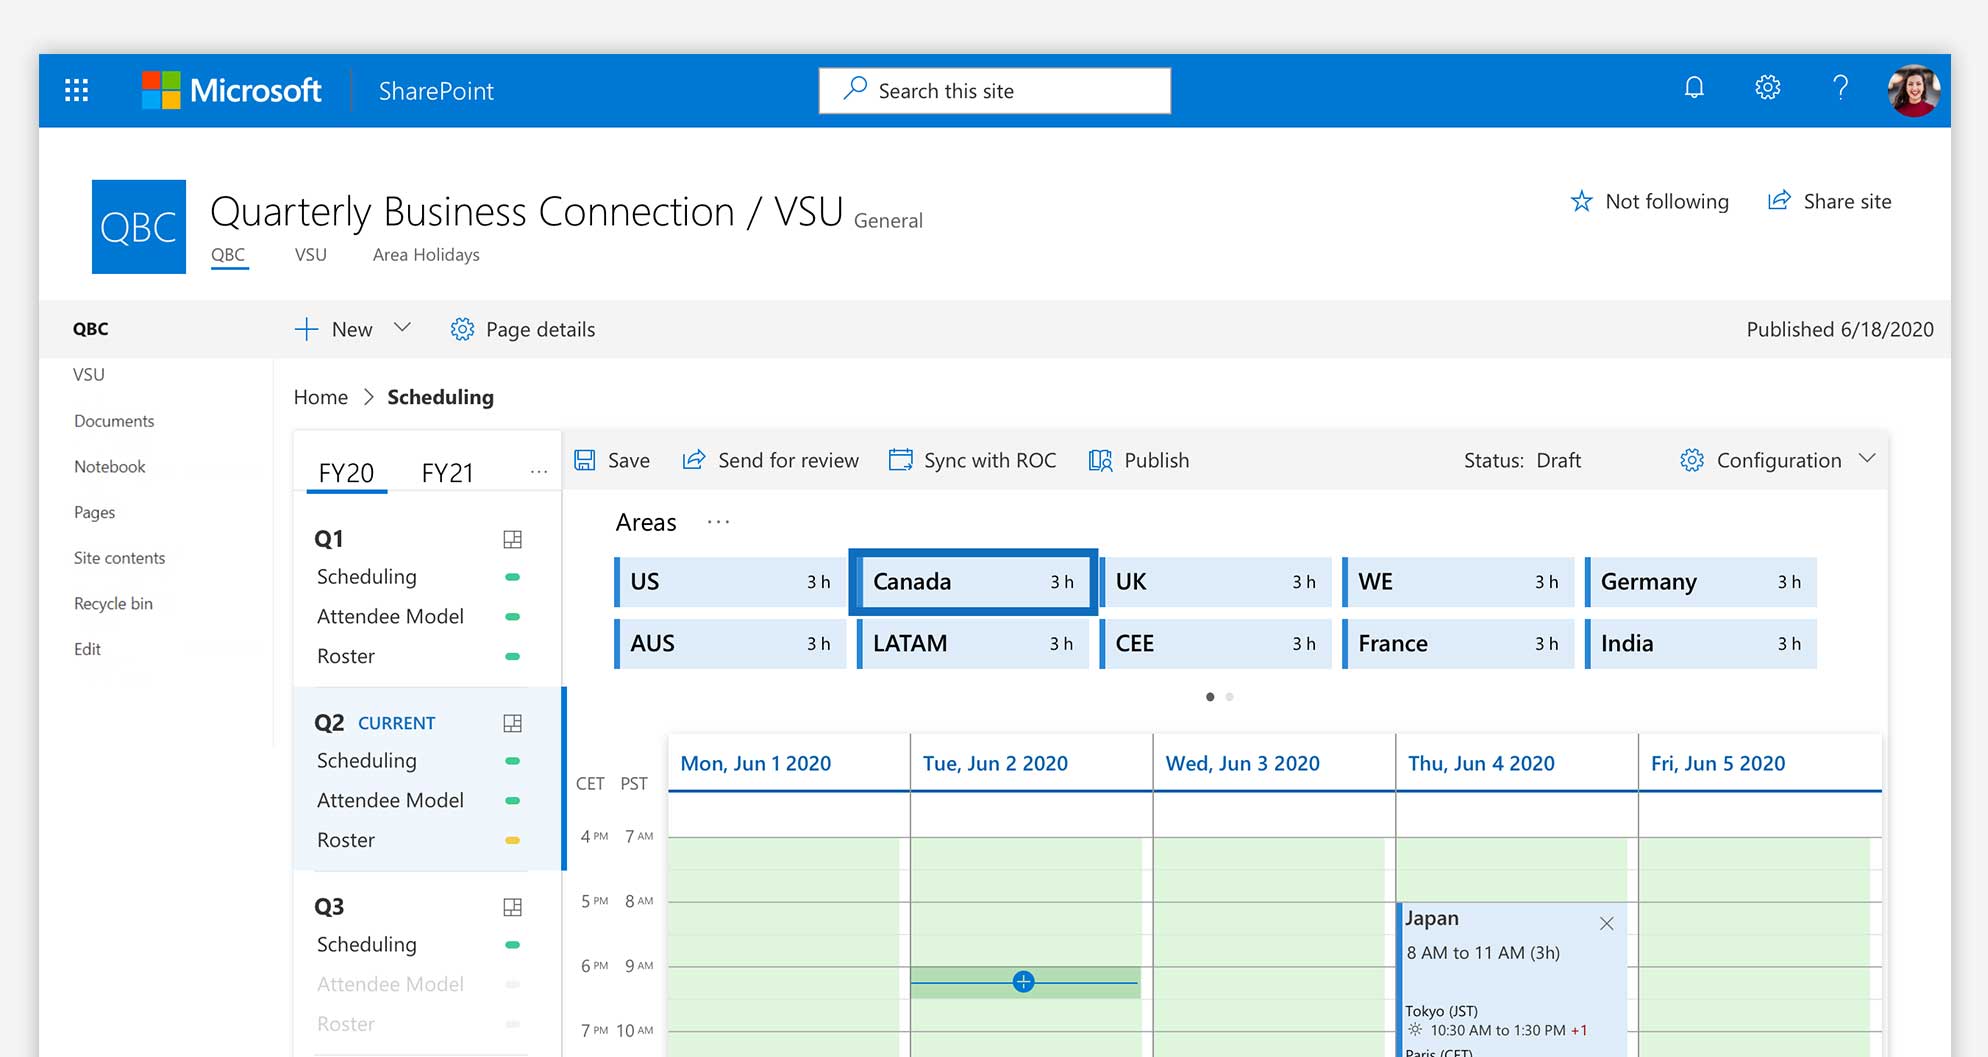 Microsoft SharePoint Search this site
Quarterly Business Connection / VSU General
Not following Share site
QBC
QBC VSU Area Holidays
QBC New Page details Published 6/18/2020
VSU
Documents
Notebook
Pages
Site contents
Recycle bin
Edit
Home > Scheduling
FY20 FY21 ...
Save Send for review Sync with ROC Publish Status: Draft Configuration
Q1
Scheduling
Attendee Model
Roster
Q2 CURRENT
Scheduling
Attendee Model
Roster
Q3
Scheduling
Attendee Model
Roster
Areas ...
US 3 h Canada 3 h UK 3 h WE 3 h Germany 3 h
AUS 3 h LATAM 3 h CEE 3 h France 3 h India 3 h
CET PST Mon, Jun 1 2020 Tue, Jun 2 2020 Wed, Jun 3 2020 Thu, Jun 4 2020 Fri, Jun 5 2020
4 PM 7 AM
5 PM 8 AM
6 PM 9 AM
7 PM 10 AM
Japan
8 AM to 11 AM (3h)
Tokyo (JST)
10:30 AM to 1:30 PM +1
Paris (CET)